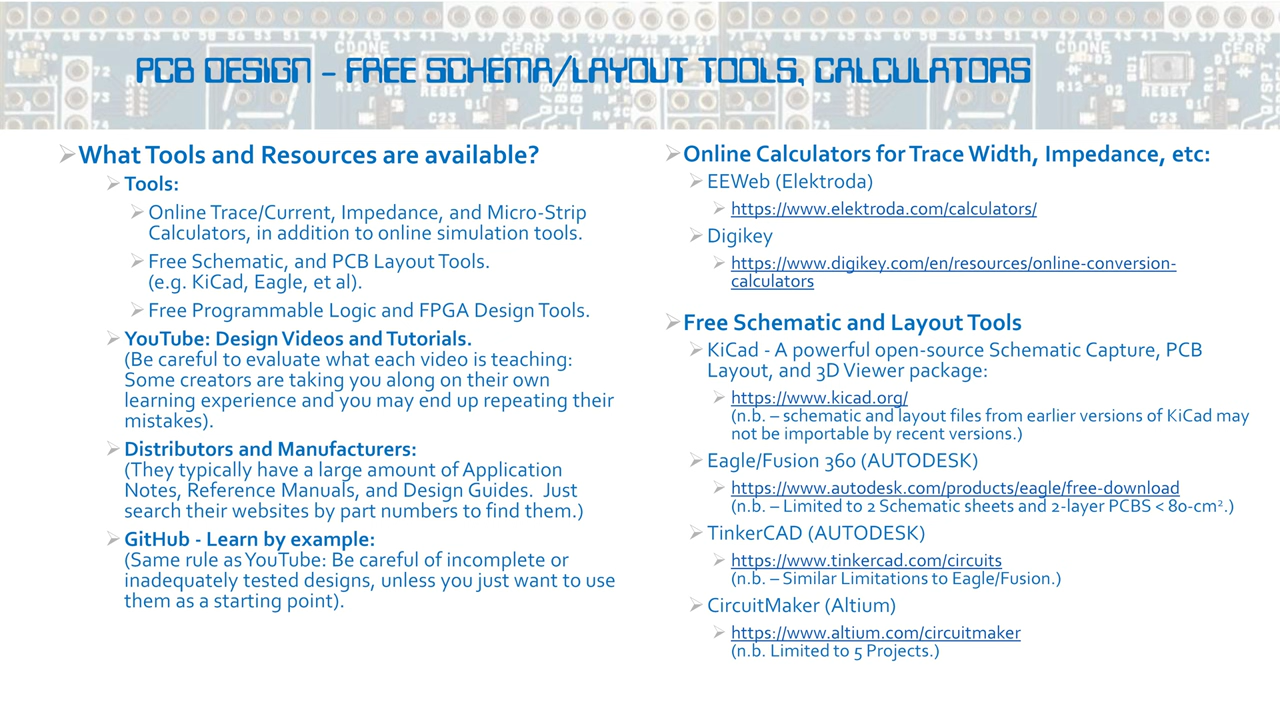 PCB DESIGN – FREE SCHEMA/LAYOUT TOOLS, CALCULATORS
What Tools and Resources are available?
Tools:
Online Trace/Current, Impedance, and Micro-Strip
Calculators, in addition to online simulation tools.
Free Schematic, and PCB Layout Tools.
(e.g. KiCad, Eagle, et al).
Free Programmable Logic and FPGA Design Tools.
YouTube: Design Videos and Tutorials.
(Be careful to evaluate what each video is teaching:
Some creators are taking you along on their own
learning experience and you may end up repeating their
mistakes).
Distributors and Manufacturers:
(They typically have a large amount of Application
Notes, Reference Manuals, and Design Guides.  Just
search their websites by part numbers to find them.)
GitHub - Learn by example:
(Same rule as YouTube: Be careful of incomplete or
inadequately tested designs, unless you just want to use
them as a starting point).
Online Calculators for Trace Width, Impedance, etc:
EEWeb (Elektroda)
https://www.elektroda.com/calculators/
Digikey
https://www.digikey.com/en/resources/online-conversion-
calculators
Free Schematic and Layout Tools
KiCad - A powerful open-source Schematic Capture, PCB
Layout, and 3D Viewer package:
https://www.kicad.org/
(n.b. – schematic and layout files from earlier versions of KiCad may
not be importable by recent versions.)
Eagle/Fusion 360 (AUTODESK)
https://www.autodesk.com/products/eagle/free-download
(n.b. – Limited to 2 Schematic sheets and 2-layer PCBS < 80-cm².)
TinkerCAD (AUTODESK)
https://www.tinkercad.com/circuits
(n.b. – Similar Limitations to Eagle/Fusion.)
CircuitMaker (Altium)
https://www.altium.com/circuitmaker
(n.b. Limited to 5 Projects.)